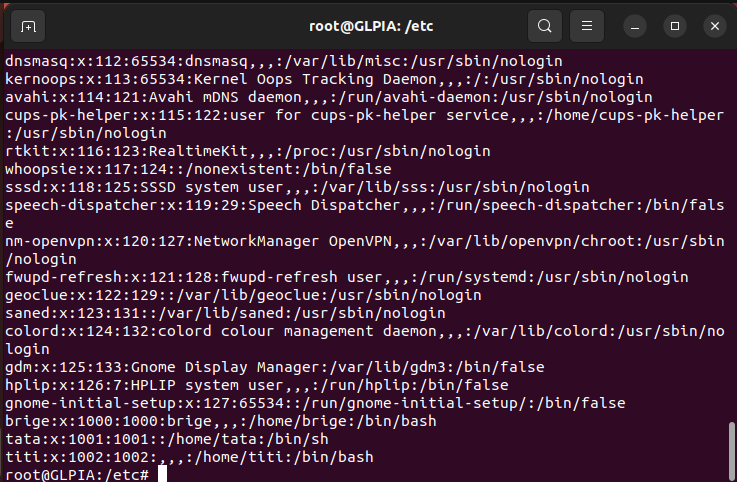 root@GLPIA: /etc
dnsmasq:x:112:65534:dnsmasq,,,:/var/lib/misc:/usr/sbin/nologin
kernoops:x:113:65534:Kernel Oops Tracking Daemon,,,:/:/usr/sbin/nologin
avahi:x:114:121:Avahi mDNS daemon,,,:/run/avahi-daemon:/usr/sbin/nologin
cups-pk-helper:x:115:122:user for cups-pk-helper service,,,:/home/cups-pk-helper
:/usr/sbin/nologin
rtkit:x:116:123:RealtimeKit,,,:/proc:/usr/sbin/nologin
whoopsie:x:117:124::/nonexistent:/bin/false
sssd:x:118:125:SSSD system user,,,:/var/lib/sss:/usr/sbin/nologin
speech-dispatcher:x:119:29:Speech Dispatcher,,,:/run/speech-dispatcher:/bin/fals
e
nm-openvpn:x:120:127:NetworkManager OpenVPN,,,:/var/lib/openvpn/chroot:/usr/sbin
/nologin
fwupd-refresh:x:121:128:fwupd-refresh user,,,:/run/systemd:/usr/sbin/nologin
geoclue:x:122:129::/var/lib/geoclue:/usr/sbin/nologin
saned:x:123:131::/var/lib/saned:/usr/sbin/nologin
colord:x:124:132:colord colour management daemon,,,:/var/lib/colord:/usr/sbin/no
login
gdm:x:125:133:Gnome Display Manager:/var/lib/gdm3:/bin/false
hplip:x:126:7:HPLIP system user,,,:/run/hplip:/bin/false
gnome-initial-setup:x:127:65534::/run/gnome-initial-setup/:/bin/false
brige:x:1000:1000:brige,,,:/home/brige:/bin/bash
tata:x:1001:1001::/home/tata:/bin/sh
titi:x:1002:1002:,,,:/home/titi:/bin/bash
root@GLPIA:/etc#